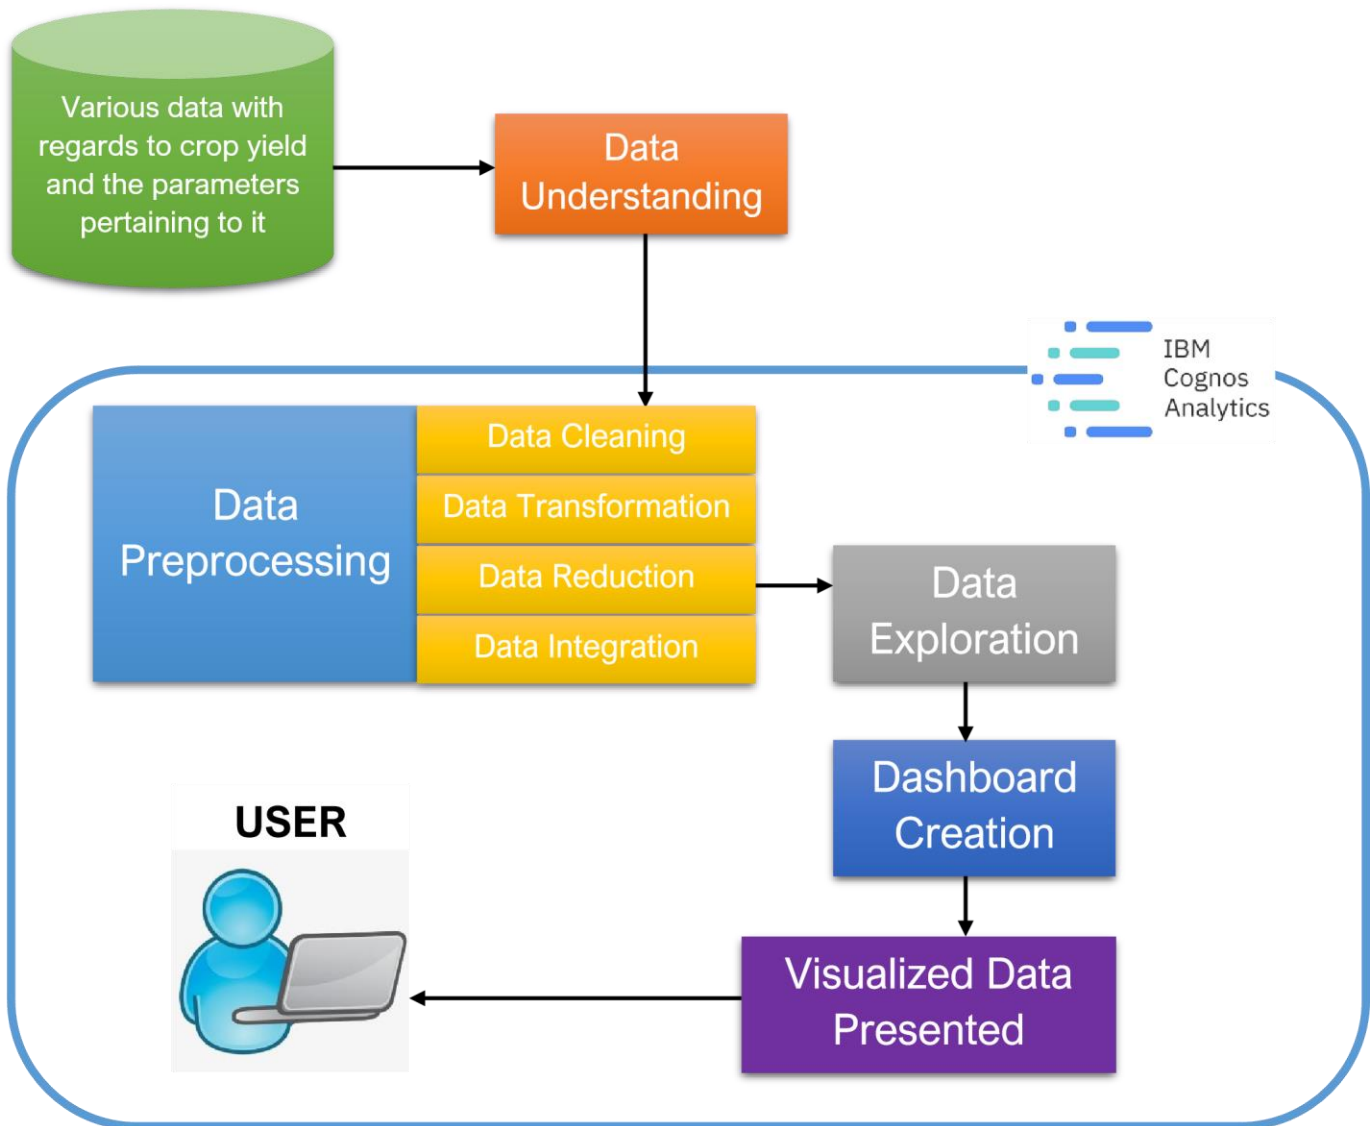 Various data with
regards to crop yield
and the parameters
pertaining to it
Data
Understanding
IBM
Cognos
Analytics
Data
Preprocessing
Data Cleaning
Data Transformation
Data Reduction
Data Integration
Data
Exploration
Dashboard
Creation
USER
Visualized Data
Presented